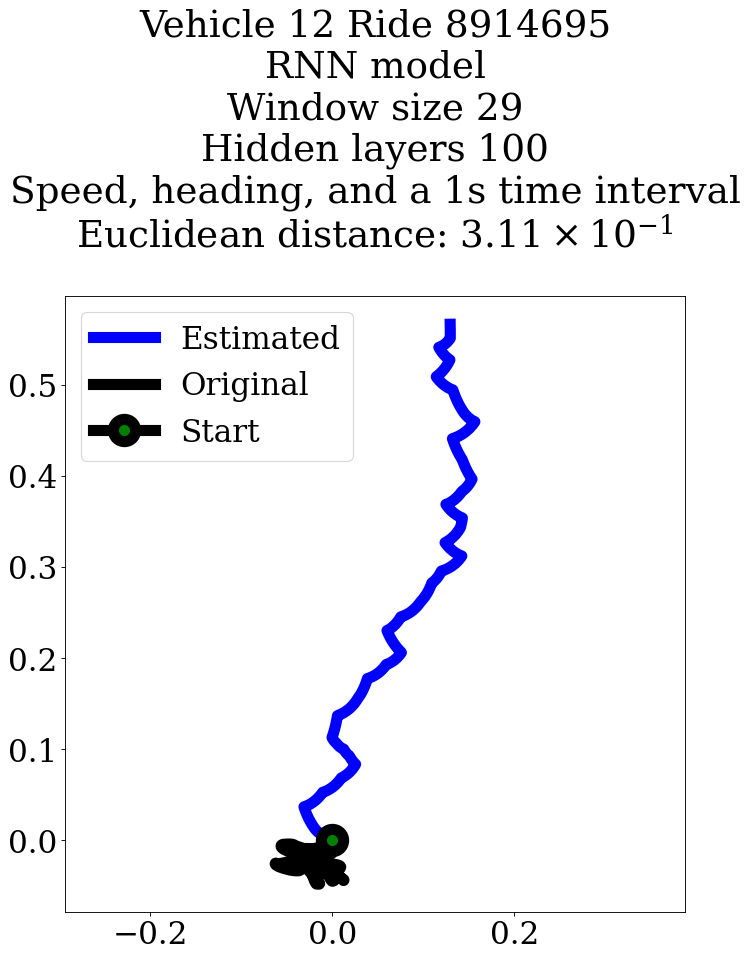 Vehicle 12 Ride 8914695
RNN model
Window size 29
Hidden layers 100
Speed, heading, and a 1s time interval
Euclidean distance: 3.11 × 10⁻¹
Estimated
Original
Start
0.5
0.4
0.3
0.2
0.1
0.0
−0.2
0.0
0.2